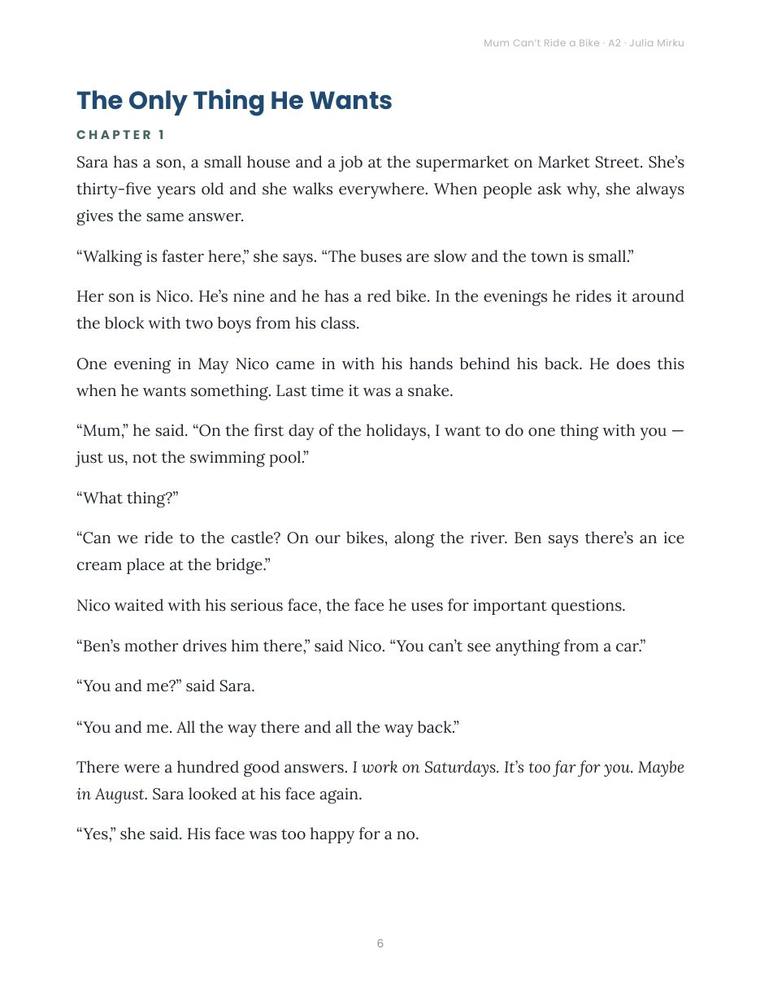 Mum Can't Ride a Bike · A2 · Julia Mirku
The Only Thing He Wants
CHAPTER 1
Sara has a son, a small house and a job at the supermarket on Market Street. She’s
thirty-five years old and she walks everywhere. When people ask why, she always
gives the same answer.
“Walking is faster here,” she says. “The buses are slow and the town is small.”
Her son is Nico. He’s nine and he has a red bike. In the evenings he rides it around
the block with two boys from his class.
One evening in May Nico came in with his hands behind his back. He does this
when he wants something. Last time it was a snake.
“Mum,” he said. “On the first day of the holidays, I want to do one thing with you —
just us, not the swimming pool.”
“What thing?”
“Can we ride to the castle? On our bikes, along the river. Ben says there’s an ice
cream place at the bridge.”
Nico waited with his serious face, the face he uses for important questions.
“Ben’s mother drives him there,” said Nico. “You can’t see anything from a car.”
“You and me?” said Sara.
“You and me. All the way there and all the way back.”
There were a hundred good answers. I work on Saturdays. It’s too far for you. Maybe
in August. Sara looked at his face again.
“Yes,” she said. His face was too happy for a no.
6